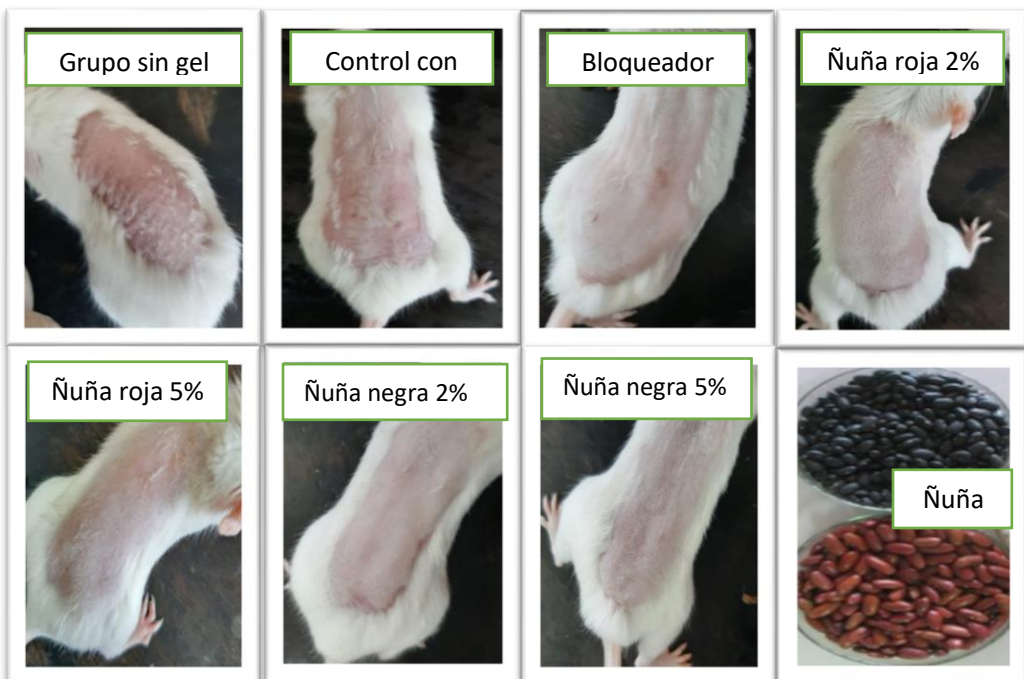 Grupo sin gel
Control con
Bloqueador
Ñuña roja 2%
Ñuña roja 5%
Ñuña negra 2%
Ñuña negra 5%
Ñuña